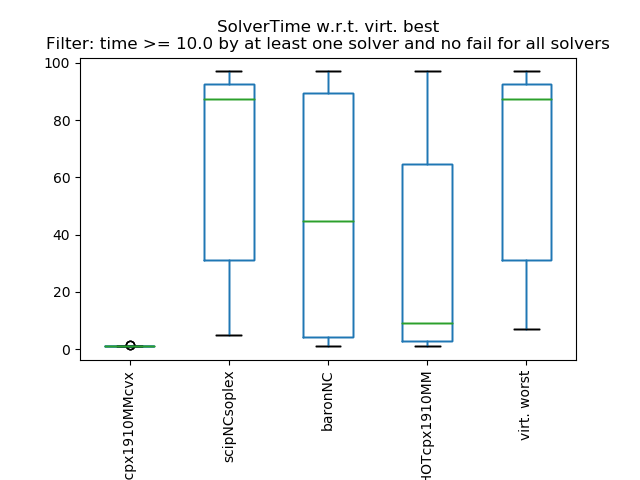 SolverTime w.r.t. virt. best
Filter: time >= 10.0 by at least one solver and no fail for all solvers
100
80
60
40
20
0
cpx1910MMcvx
scipNCsoplex
baronNC
HOTcpx1910MM
virt. worst